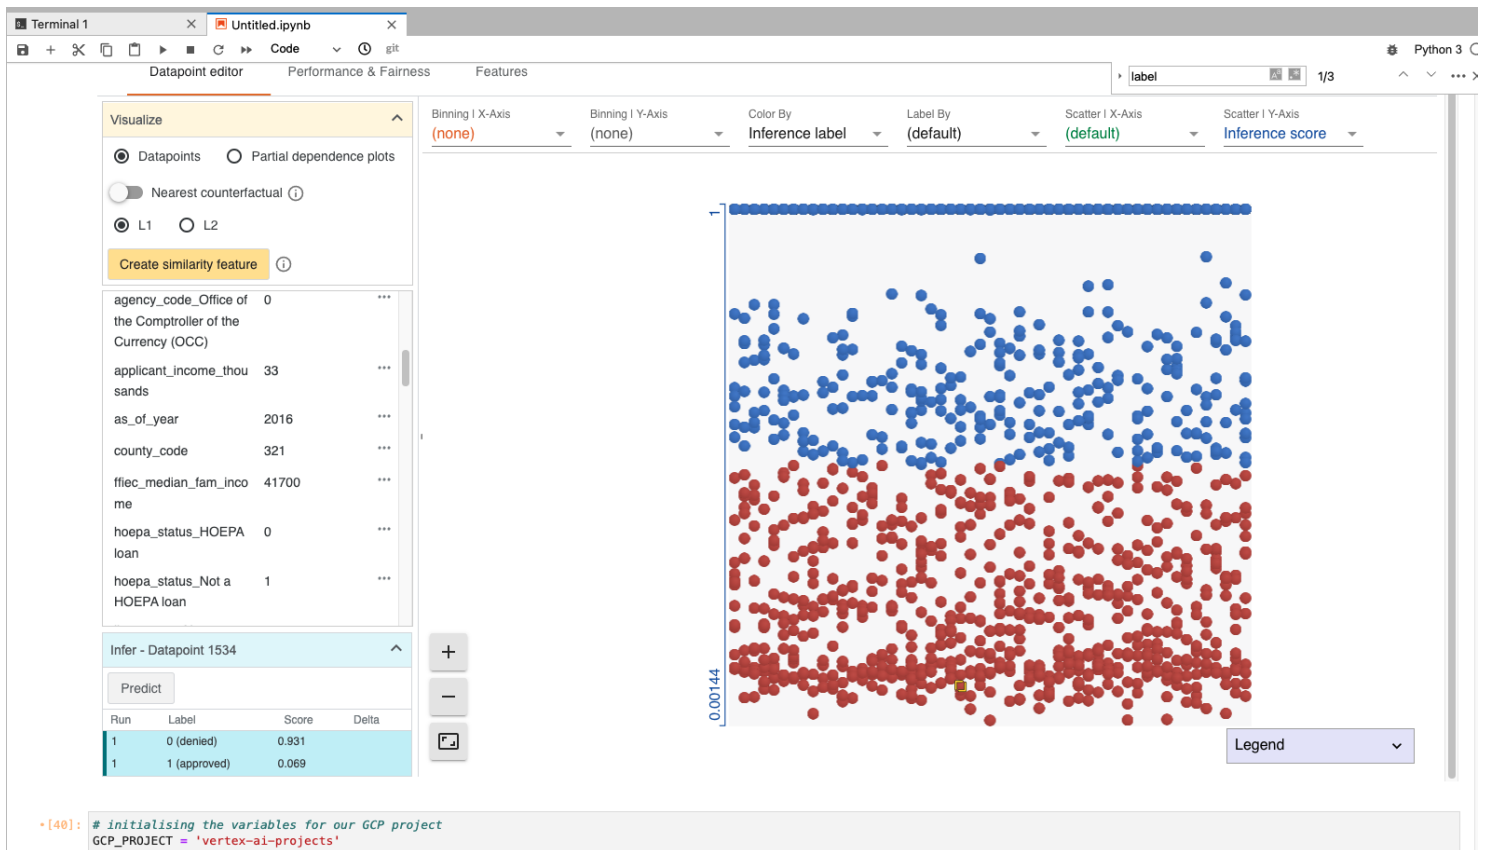 Terminal 1
Untitled.ipynb
Code
git
Python 3
Datapoint editor
Performance & Fairness
Features
label
1/3
Visualize
Datapoints
Partial dependence plots
Nearest counterfactual
L1
L2
Create similarity feature
agency_code_Office of
the Comptroller of the
Currency (OCC)
0
applicant_income_thou
sands
33
as_of_year
2016
county_code
321
ffiec_median_fam_inco
me
41700
hoepa_status_HOEPA
loan
0
hoepa_status_Not a
HOEPA loan
1
Infer - Datapoint 1534
Predict
Run Label Score Delta
1 0 (denied) 0.931
1 1 (approved) 0.069
Binning | X-Axis
(none)
Binning | Y-Axis
(none)
Color By
Inference label
Label By
(default)
Scatter | X-Axis
(default)
Scatter | Y-Axis
Inference score
1
0.00144
Legend
[40]:
# initialising the variables for our GCP project
GCP_PROJECT = 'vertex-ai-projects'